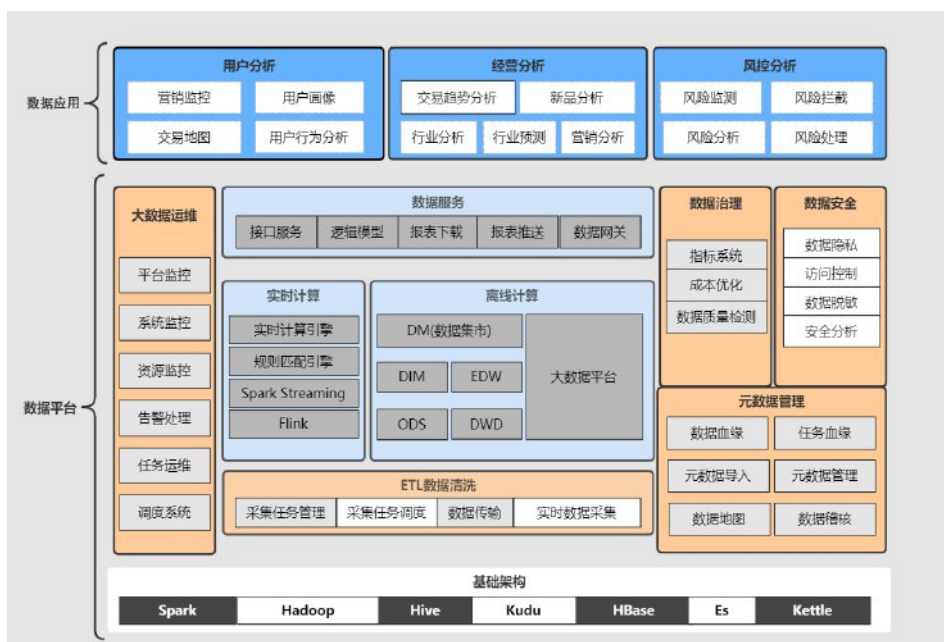 数据应用
用户分析
营销监控 用户画像
交易地图 用户行为分析
经营分析
交易趋势分析 新品分析
行业分析 行业预测 营销分析
风控分析
风险监测 风险拦截
风险分析 风险处理
数据平台
大数据运维
平台监控
系统监控
资源监控
告警处理
任务运维
调度系统
数据服务
接口服务 逻辑模型 报表下载 报表推送 数据网关
实时计算
实时计算引擎
规则匹配引擎
Spark Streaming
Flink
离线计算
DM(数据集市)
DIM EDW
ODS DWD
大数据平台
ETL数据清洗
采集任务管理 采集任务调度 数据传输 实时数据采集
数据治理
指标系统
成本优化
数据质量检测
数据安全
数据隐私
访问控制
数据脱敏
安全分析
元数据管理
数据血缘 任务血缘
元数据导入 元数据管理
数据地图 数据稽核
基础架构
Spark Hadoop Hive Kudu HBase Es Kettle